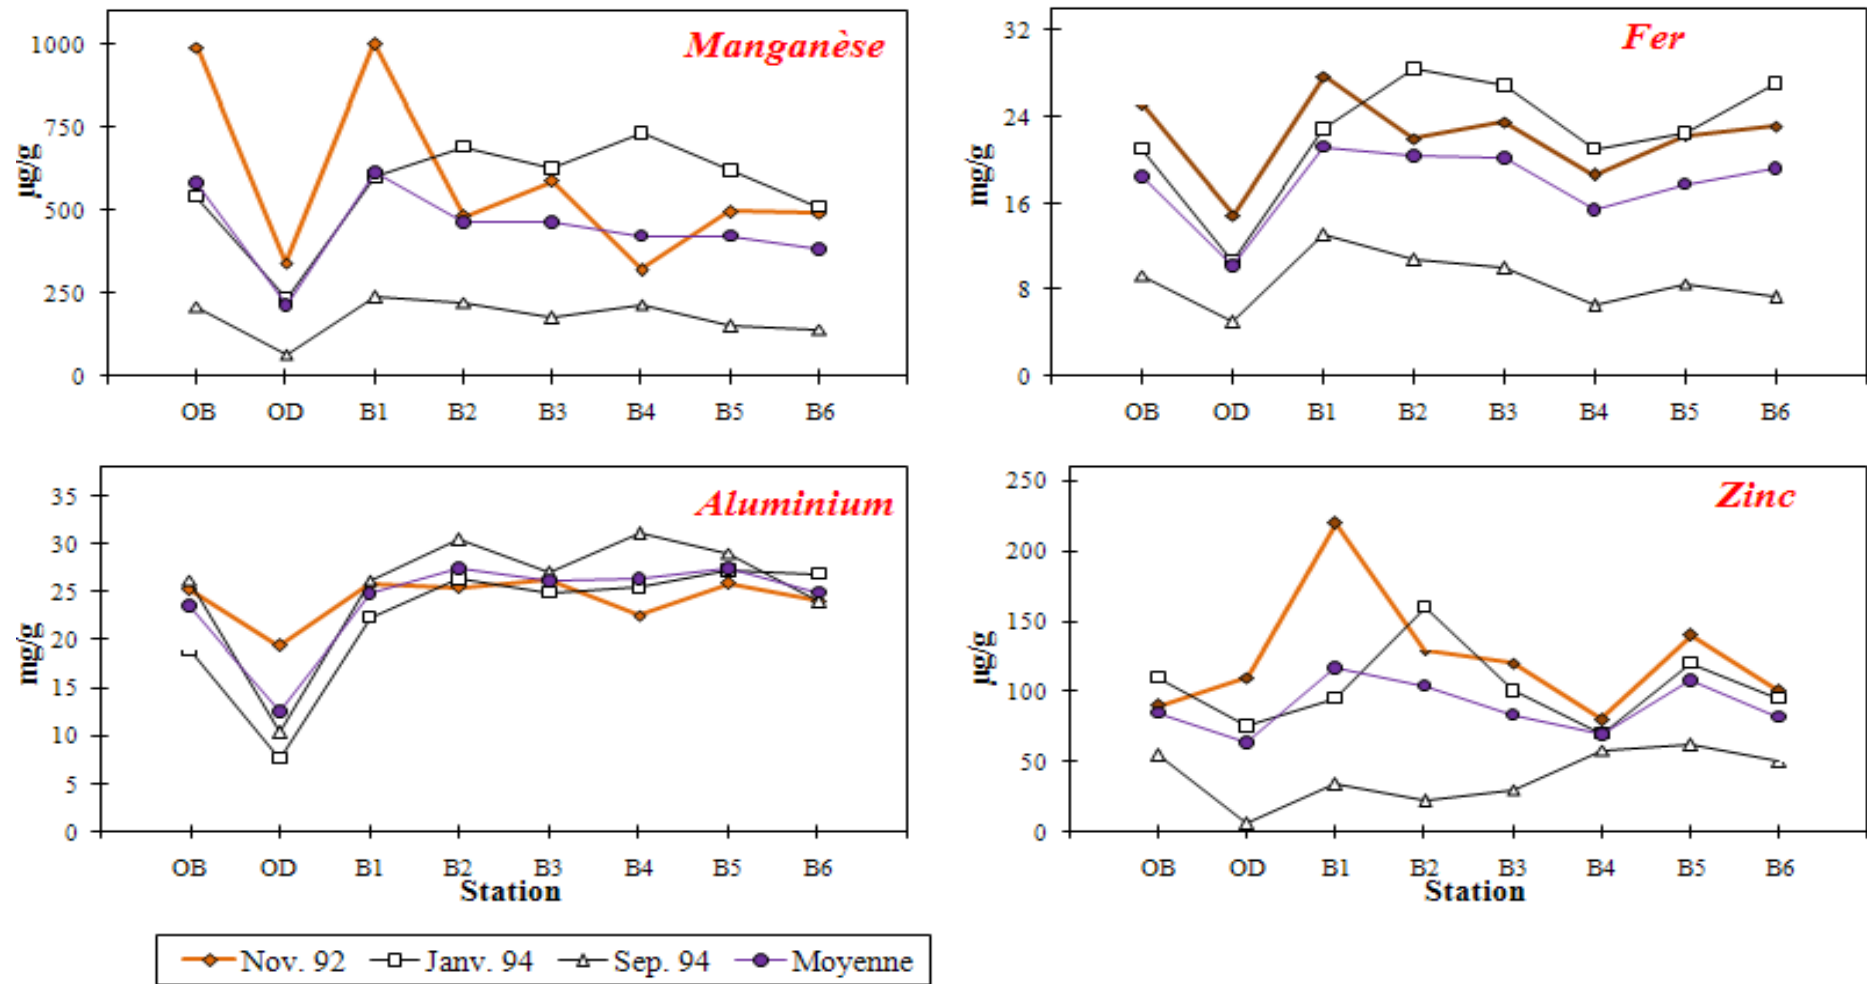 Manganèse
µg/g
1000
750
500
250
0
OB OD B1 B2 B3 B4 B5 B6
Fer
mg/g
32
24
16
8
0
OB OD B1 B2 B3 B4 B5 B6
Aluminium
mg/g
35
30
25
20
15
10
5
0
OB OD B1 B2 B3 B4 B5 B6
Station
Zinc
µg/g
250
200
150
100
50
0
OB OD B1 B2 B3 B4 B5 B6
Station
Nov. 92 Janv. 94 Sep. 94 Moyenne